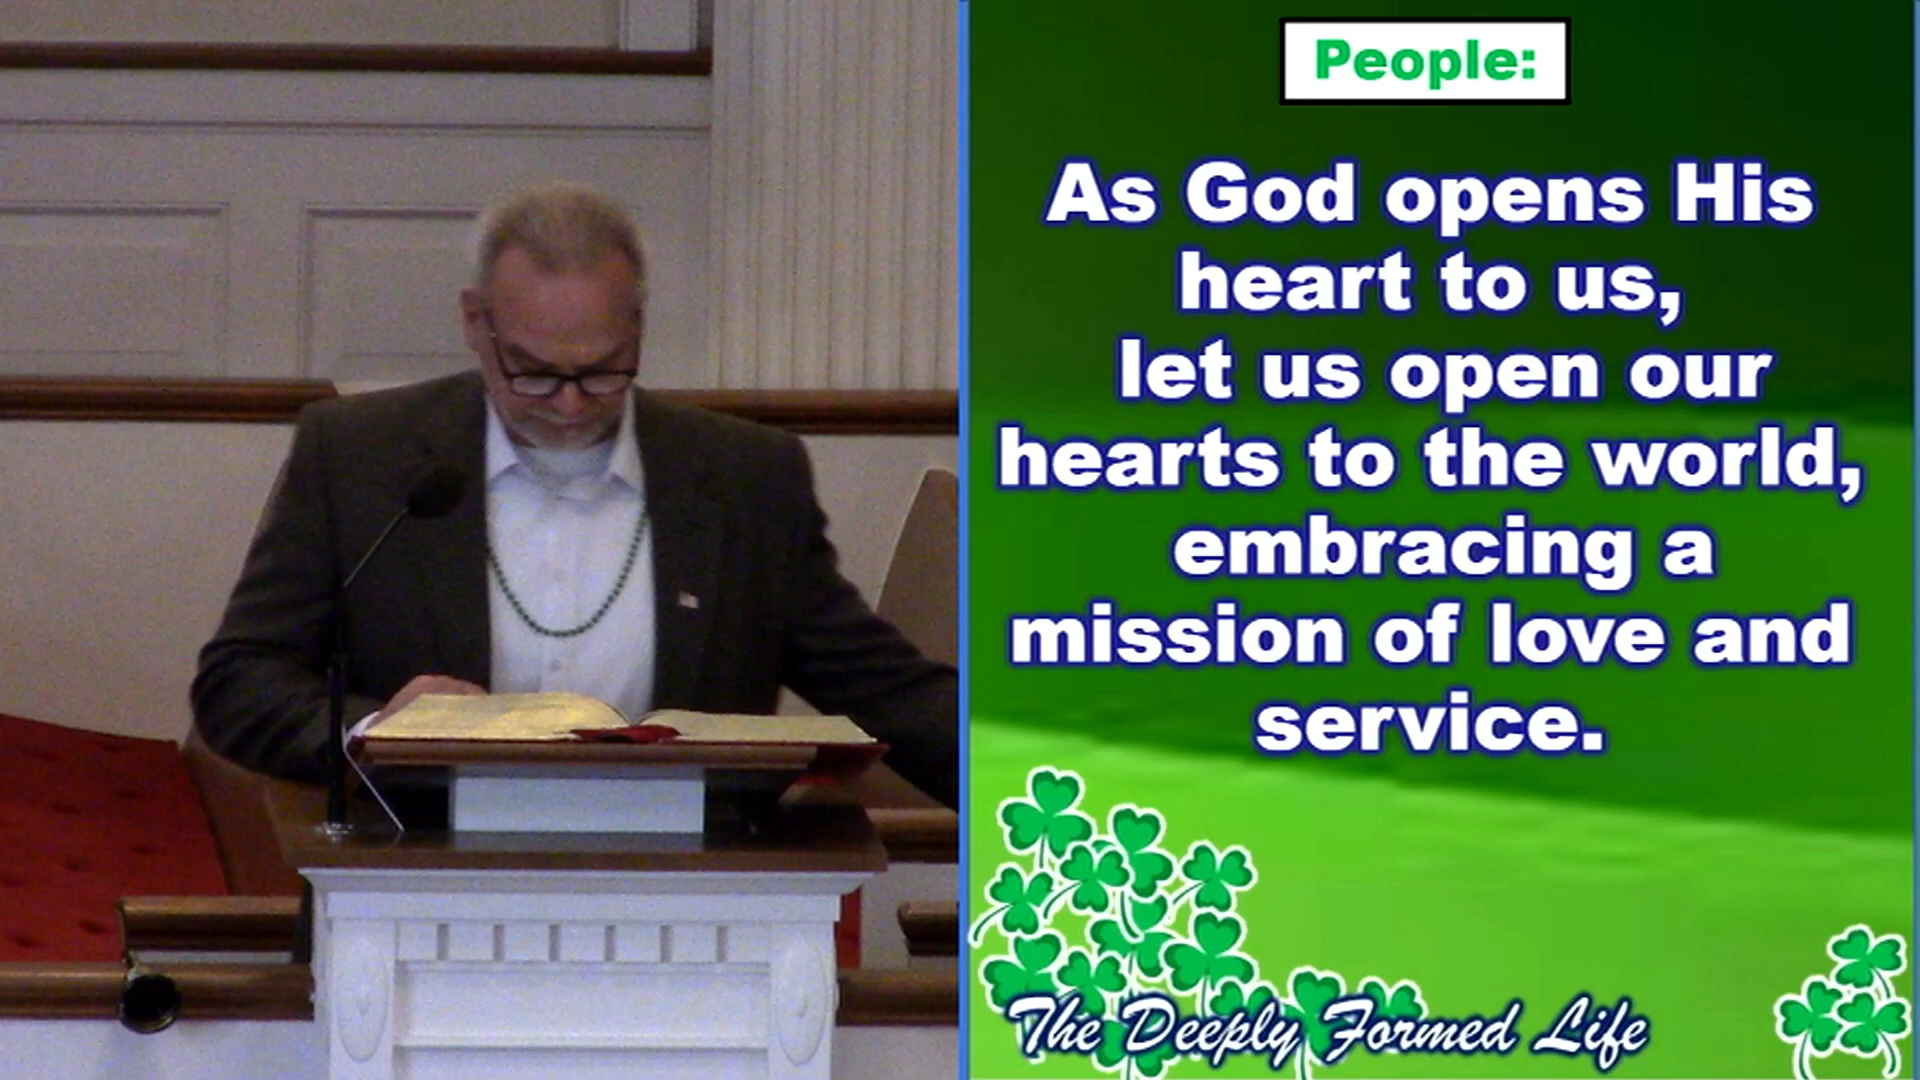 People:
As God opens His
heart to us,
let us open our
hearts to the world,
embracing a
mission of love and
service.
The Deeply Formed Life